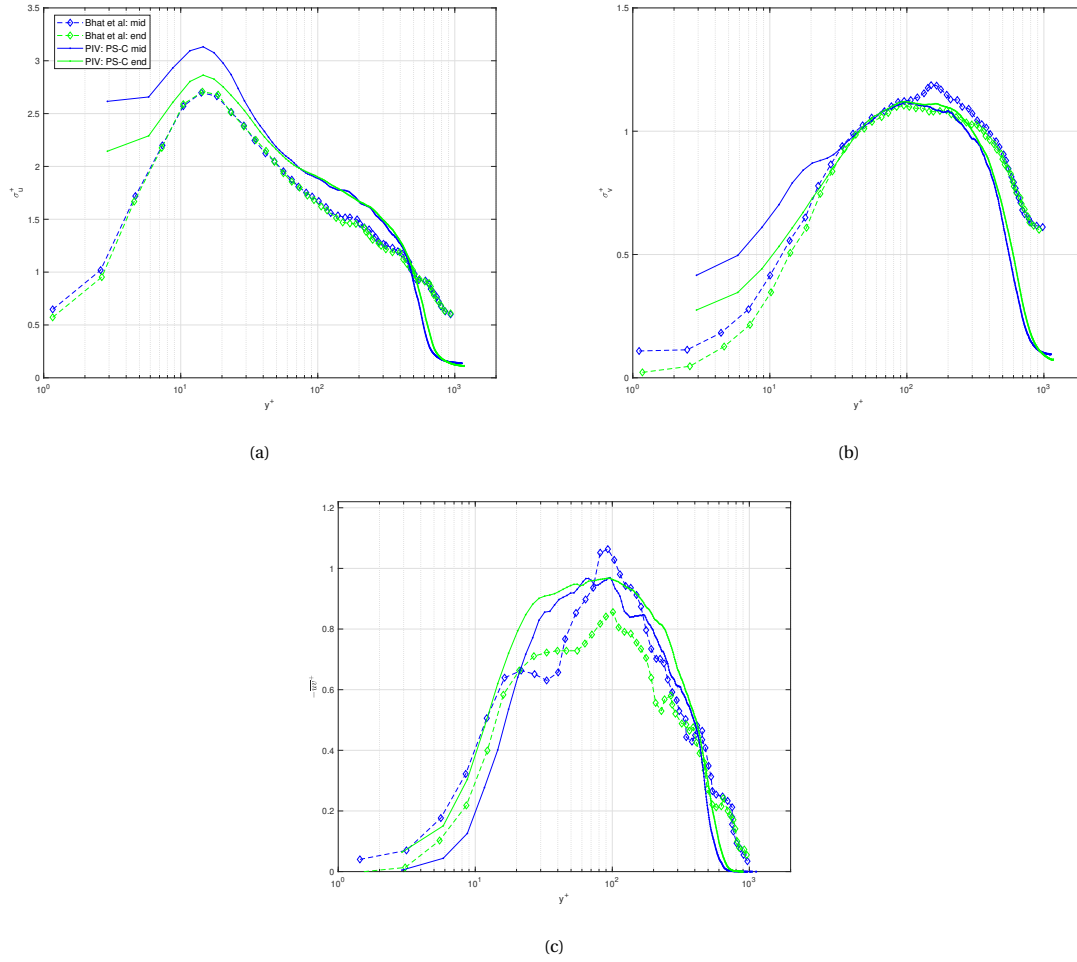 3.5
3
2.5
2
1.5
1
0.5
0
σ_u^+
10^0
10^1
10^2
10^3
y^+
Bhat et al: mid
Bhat et al: end
PIV: PS-C mid
PIV: PS-C end
(a)
1.5
1
0.5
0
σ_v^+
10^0
10^1
10^2
10^3
y^+
(b)
1.2
1
0.8
0.6
0.4
0.2
0
-\overline{uv}^+
10^0
10^1
10^2
10^3
y^+
(c)